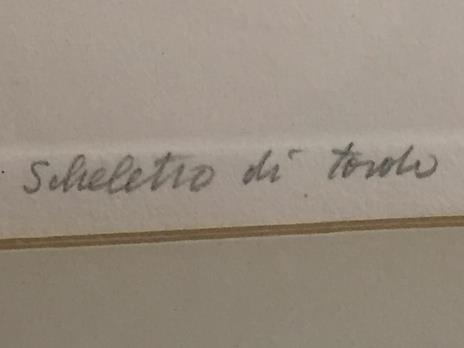 Scheletro di tordo